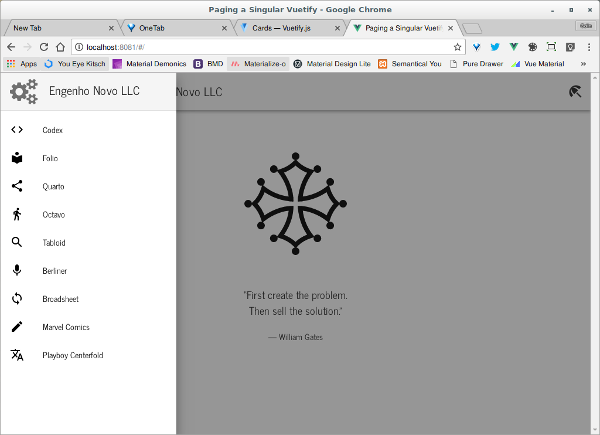 Paging a Singular Vuetify - Google Chrome
New Tab
OneTab
Cards — Vuetify.js
Paging a Singular Vuetif
localhost:8081/#/
Apps
You Eye Kitsch
Material Demonics
BMD
Materialize-o
Material Design Lite
Semantical You
Pure Drawer
Vue Material
»
Engenho Novo LLC
Novo LLC
Codex
Folio
Quarto
Octavo
Tabloid
Berliner
Broadsheet
Marvel Comics
Playboy Centerfold
"First create the problem.
Then sell the solution."
— William Gates